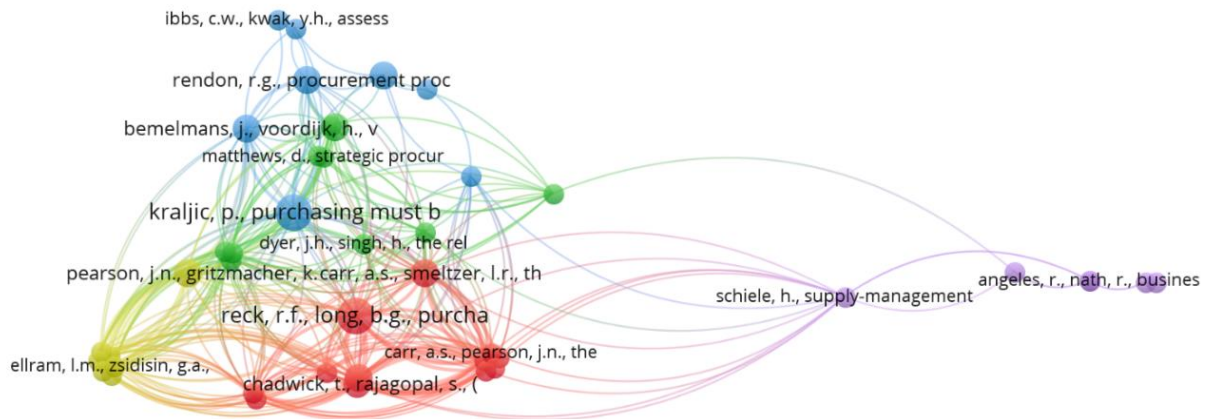 ibbs, c.w., kwak, y.h., assess
rendon, r.g., procurement proc
bemelmans, j., voordijk, h., v
matthews, d., strategic procur
kraljic, p., purchasing must b
dyer, j.h., singh, h., the rel
pearson, j.n., gritzmacher, k.
carr, a.s., smeltzer, l.r., th
angeles, r., nath, r., busines
schiele, h., supply-management
reck, r.f., long, b.g., purcha
carr, a.s., pearson, j.n., the
ellram, l.m., zsidisin, g.a.,
chadwick, t., rajagopal, s., (